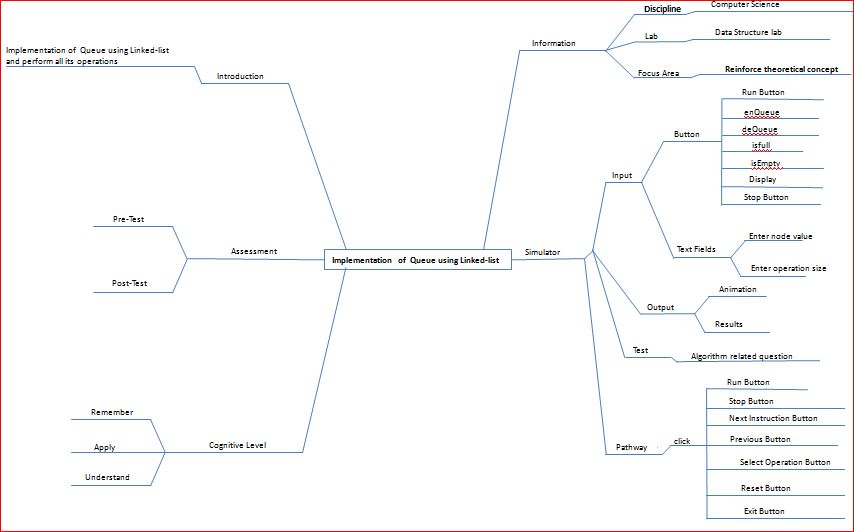 Implementation of Queue using Linked-list
and perform all its operations
Introduction
Pre-Test
Assessment
Post-Test
Remember
Apply
Cognitive Level
Understand
Implementation of Queue using Linked-list
Information
Discipline
Computer Science
Lab
Data Structure lab
Focus Area
Reinforce theoretical concept
Simulator
Input
Button
Run Button
enQueue
deQueue
isfull
isEmpty
Display
Stop Button
Text Fields
Enter node value
Enter operation size
Output
Animation
Results
Test
Algorithm related question
Pathway
click
Run Button
Stop Button
Next Instruction Button
Previous Button
Select Operation Button
Reset Button
Exit Button